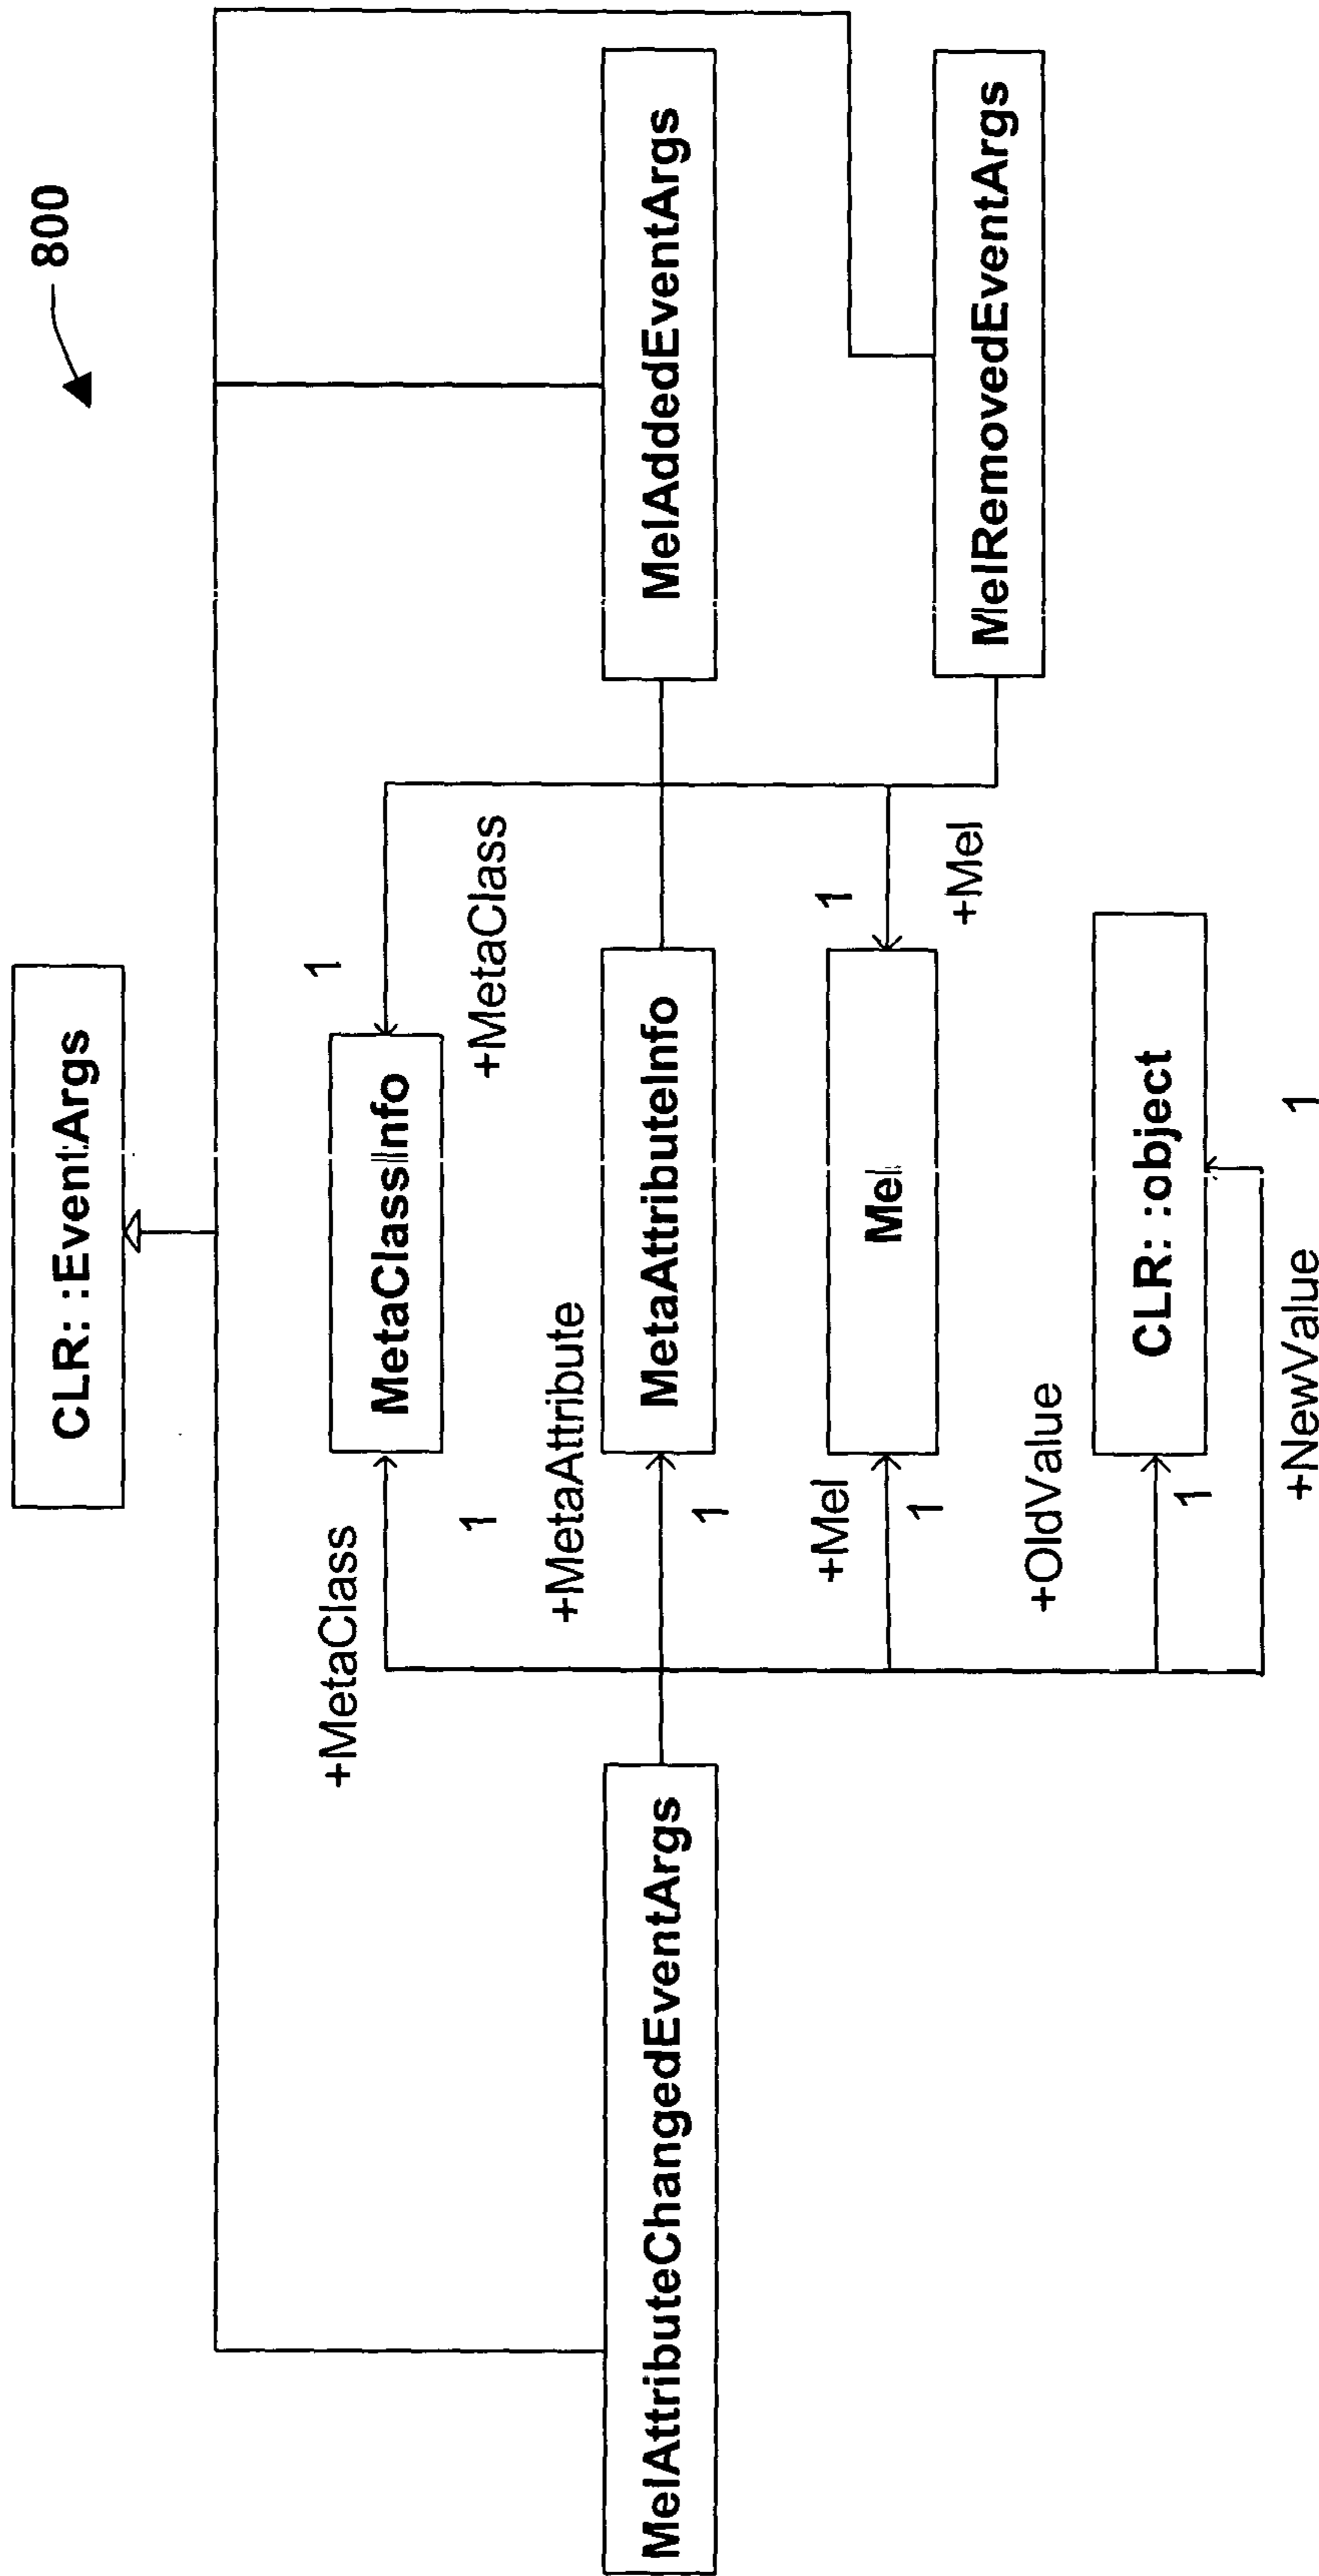 800
CLR: :EventArgs
+MetaClass
1
MetaClassInfo
1
+MetaClass
+MetaAttribute
1
MelAttributeChangedEventArgs
MetaAttributeInfo
MelAddedEventArgs
+Mel
1
Mel
1
+Mel
MelRemovedEventArgs
+OldValue
1
CLR: :object
+NewValue
1